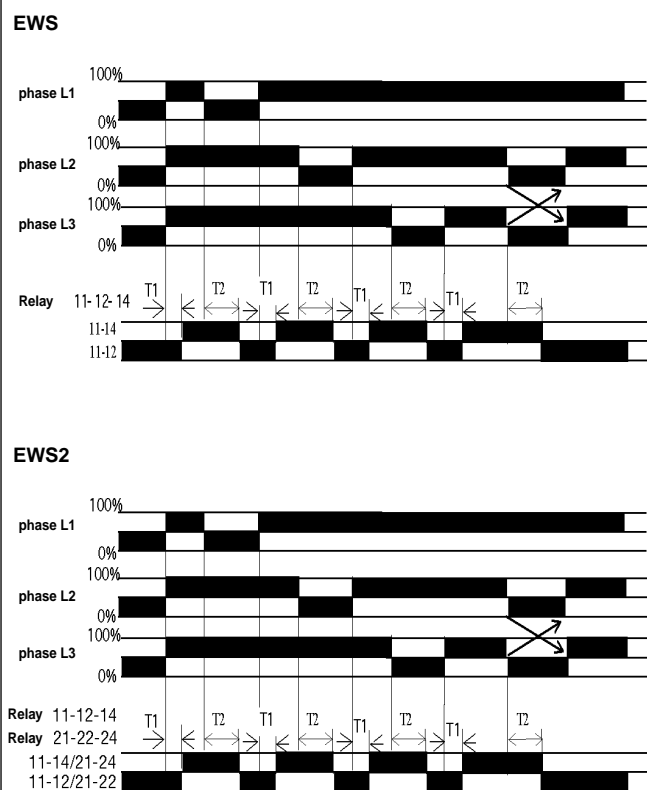 EWS
100%
phase L1
0%
100%
phase L2
0%
100%
phase L3
0%
T1 T2 T1 T2 T1 T2 T1 T2
Relay 11-12-14
11-14
11-12
EWS2
100%
phase L1
0%
100%
phase L2
0%
100%
phase L3
0%
Relay 11-12-14
T1 T2 T1 T2 T1 T2 T1 T2
Relay 21-22-24
11-14/21-24
11-12/21-22